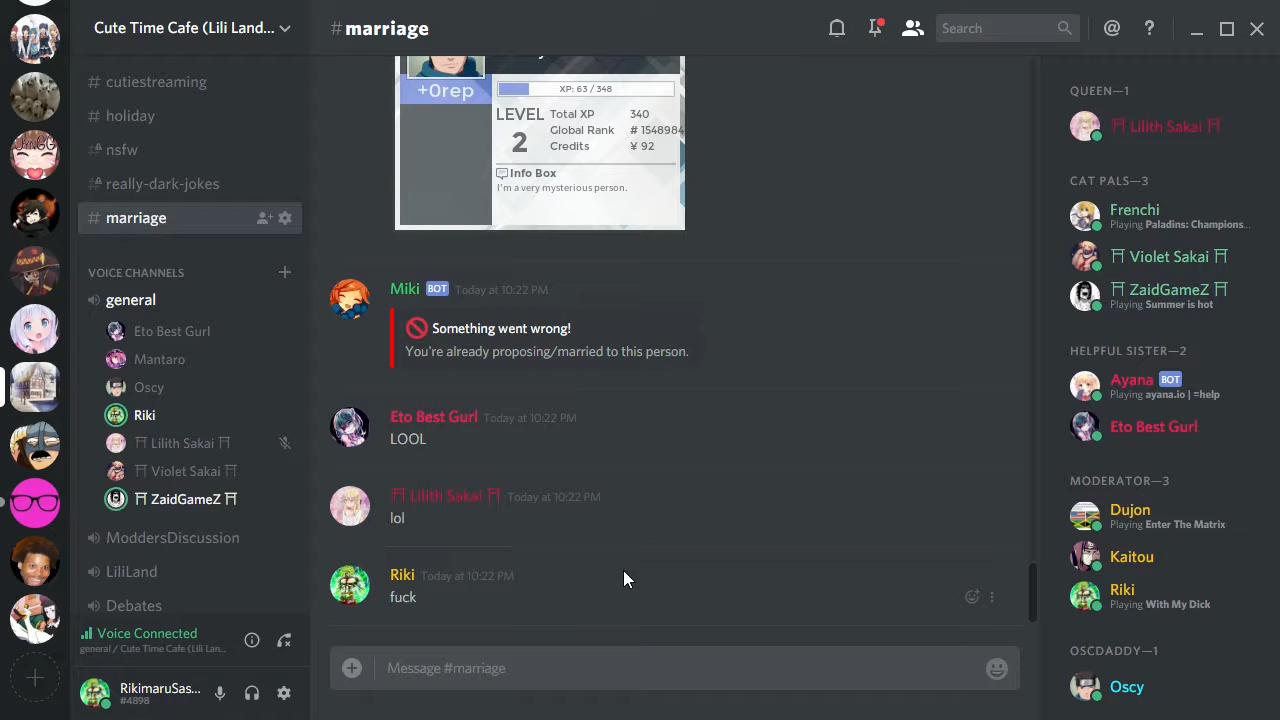 Cute Time Cafe (Lili Land...
# cutiestreaming
# holiday
# nsfw
# really-dark-jokes
# marriage
VOICE CHANNELS
general
Eto Best Gurl
Mantaro
Oscy
Riki
⛩ Lilith Sakai ⛩
⛩ Violet Sakai ⛩
⛩ ZaidGameZ ⛩
ModdersDiscussion
LiliLand
Debates
Voice Connected
general / Cute Time Cafe (Lili Lan...
RikimaruSas...
#4898
#marriage
Search
+0rep
XP: 63 / 348
LEVEL
2
Total XP 340
Global Rank # 1548984
Credits ¥ 92
Info Box
I'm a very mysterious person.
Miki BOT Today at 10:22 PM
Something went wrong!
You're already proposing/married to this person.
Eto Best Gurl Today at 10:22 PM
LOOL
⛩ Lilith Sakai ⛩ Today at 10:22 PM
lol
Riki Today at 10:22 PM
fuck
Message #marriage
QUEEN—1
⛩ Lilith Sakai ⛩
CAT PALS—3
Frenchi
Playing Paladins: Champions...
⛩ Violet Sakai ⛩
⛩ ZaidGameZ ⛩
Playing Summer is hot
HELPFUL SISTER—2
Ayana BOT
Playing ayana.io | =help
Eto Best Gurl
MODERATOR—3
Dujon
Playing Enter The Matrix
Kaitou
Riki
Playing With My Dick
OSCDADDY—1
Oscy